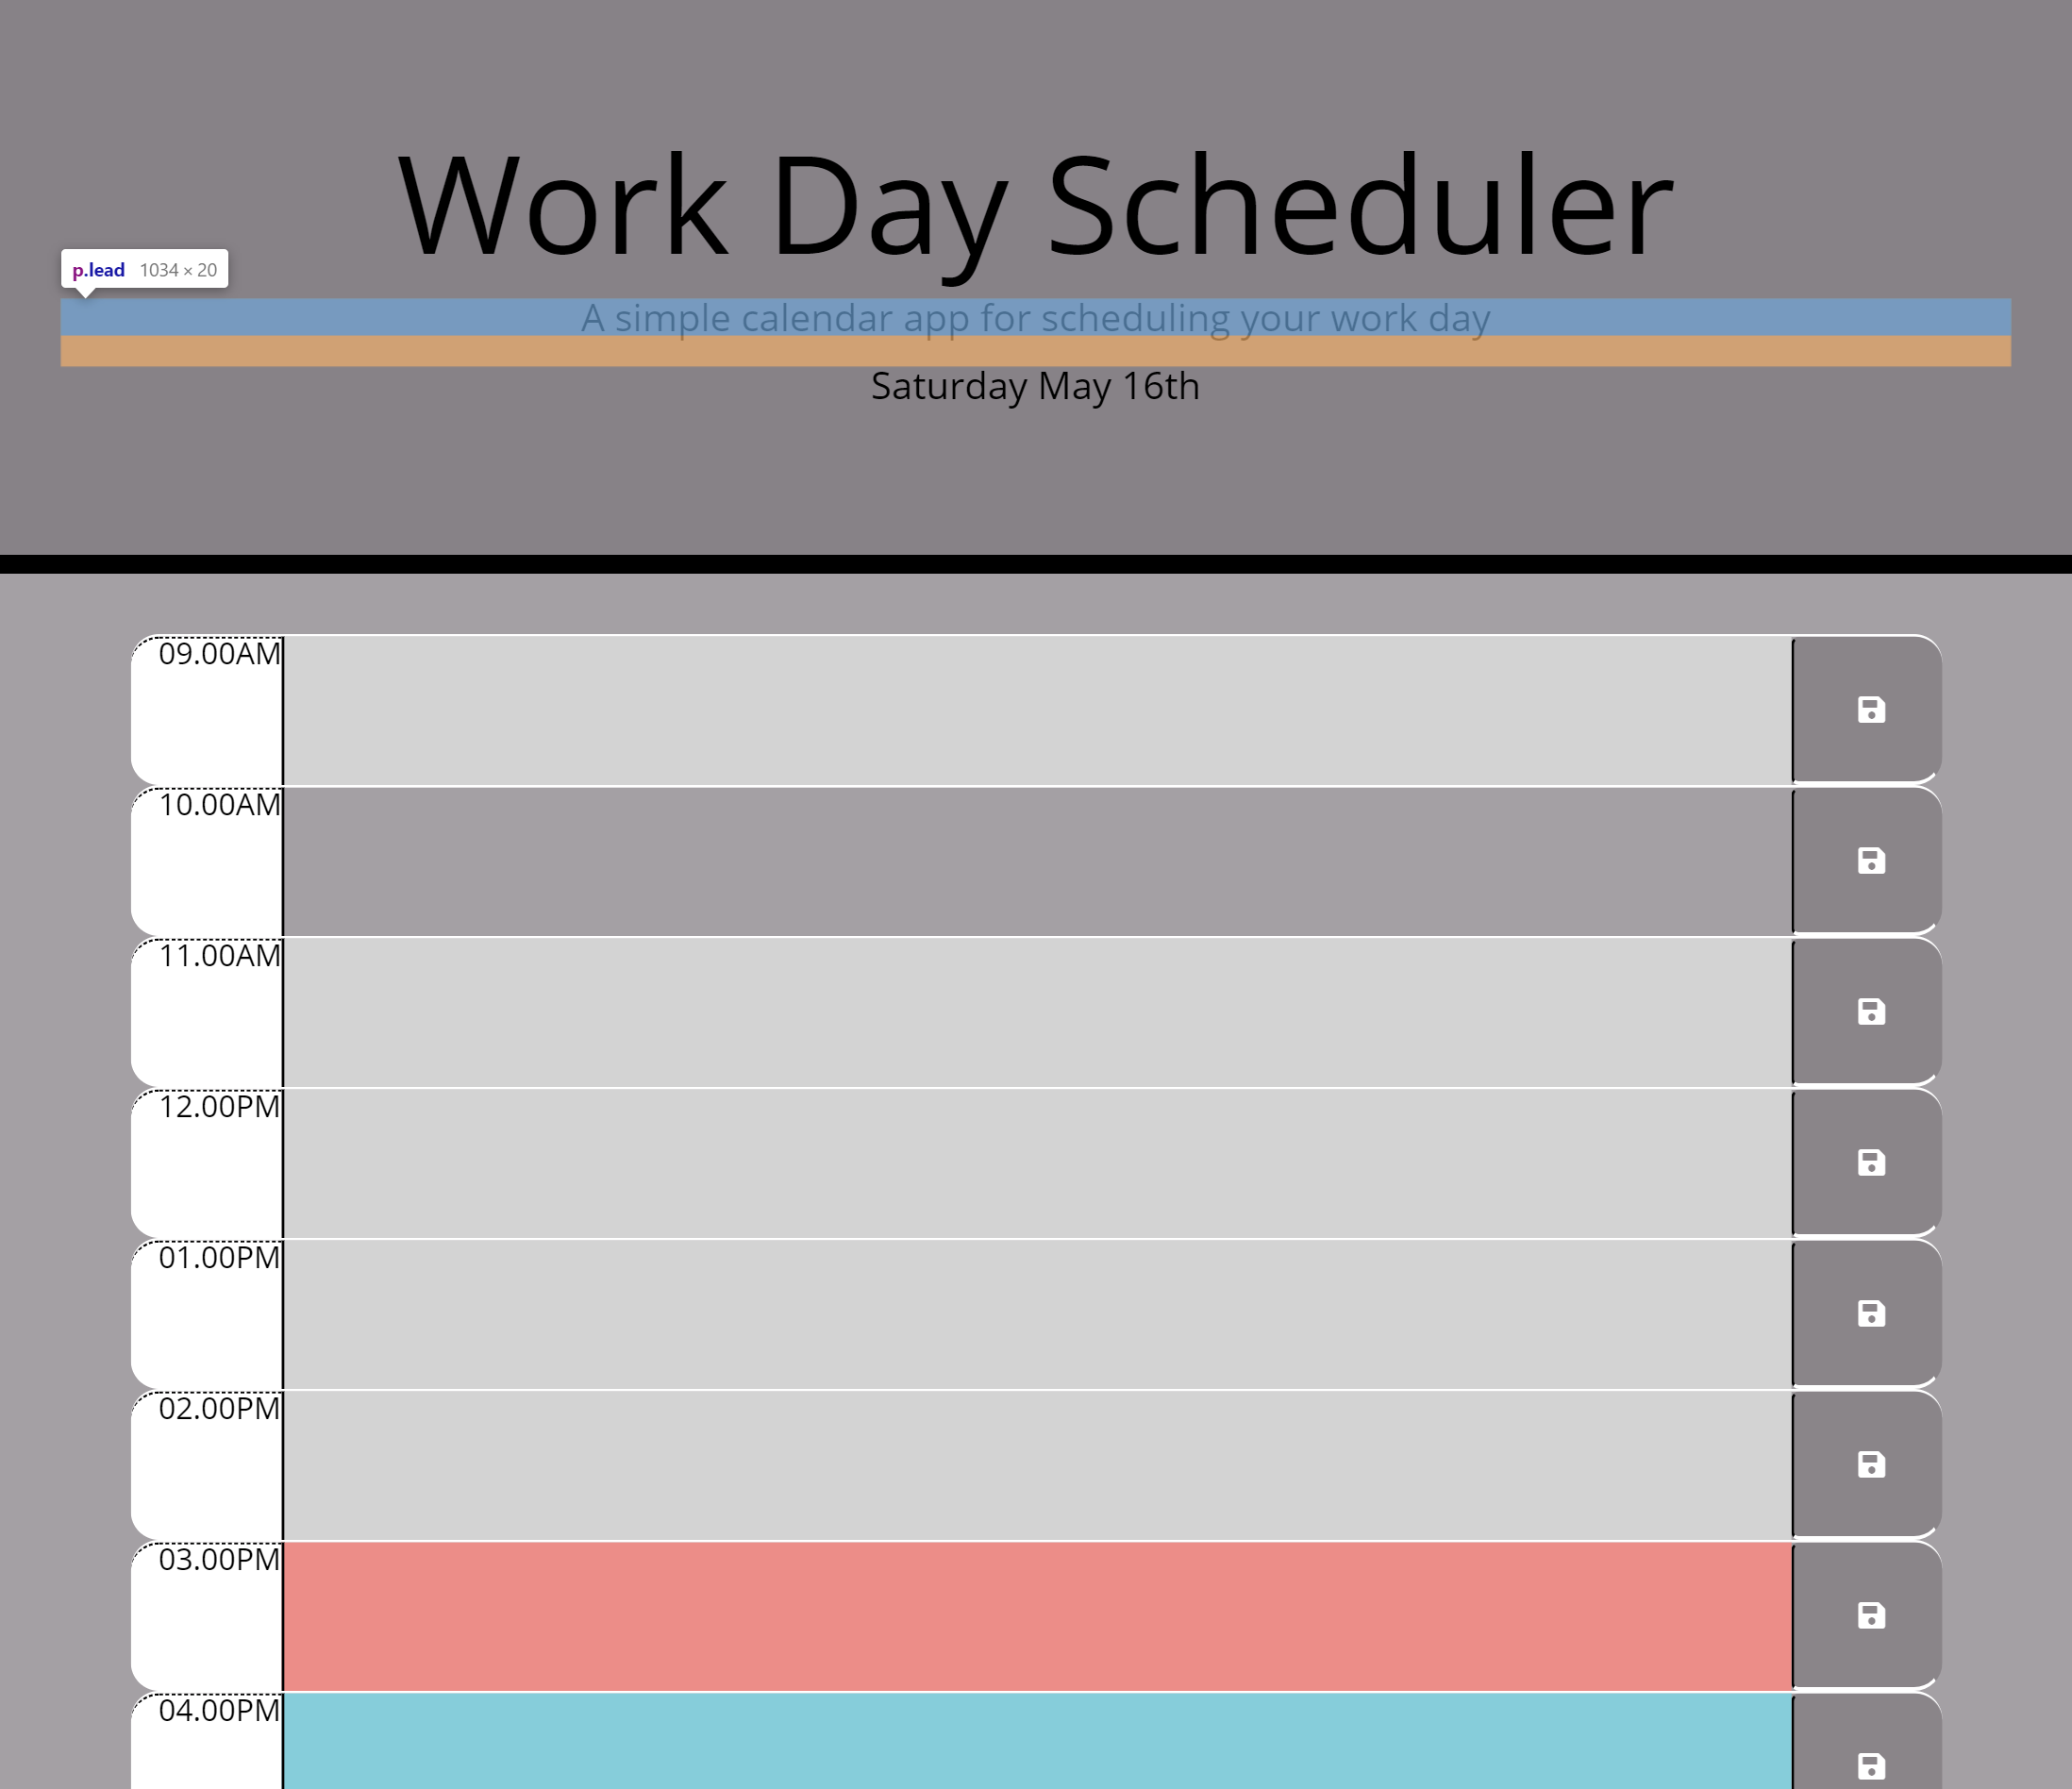 Work Day Scheduler
p.lead 1034 × 20
A simple calendar app for scheduling your work day
Saturday May 16th
09.00AM
10.00AM
11.00AM
12.00PM
01.00PM
02.00PM
03.00PM
04.00PM